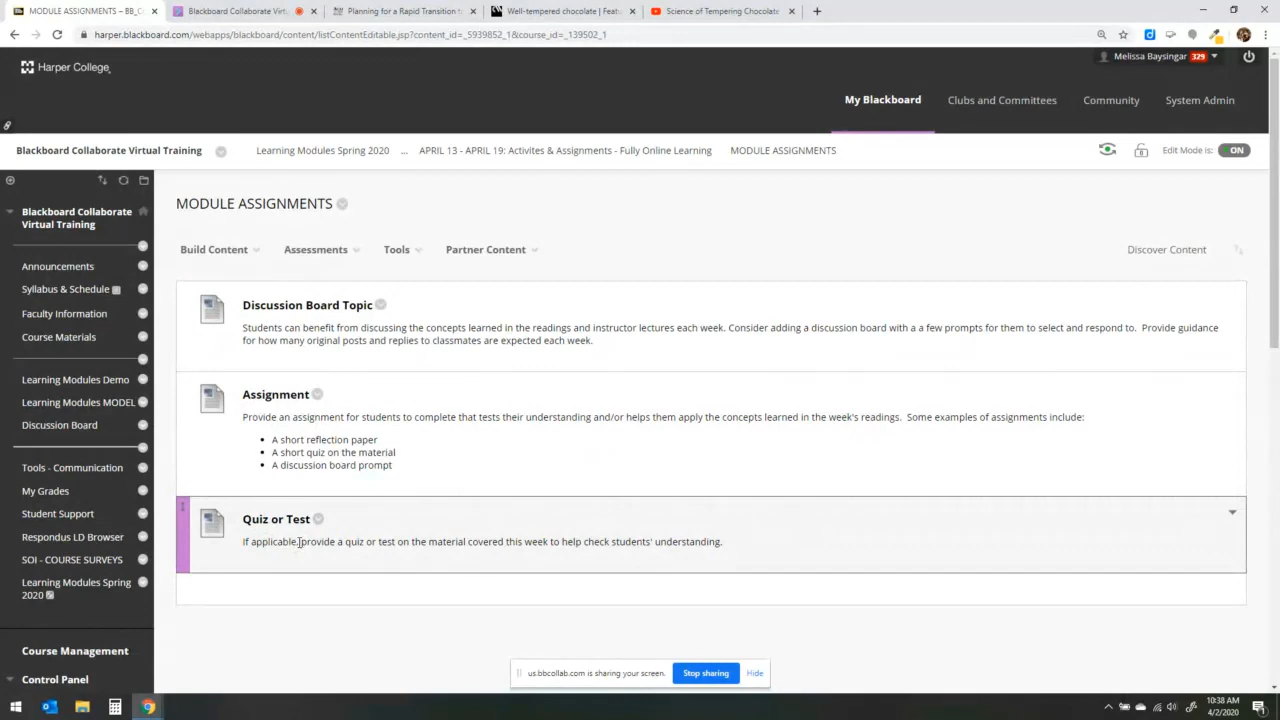 MODULE ASSIGNMENTS – BB_C
Blackboard Collaborate Virtu
Planning for a Rapid Transition to
Well-tempered chocolate | Featu
Science of Tempering Chocolate
harper.blackboard.com/webapps/blackboard/content/listContentEditable.jsp?content_id=_5939852_1&course_id=_139502_1
Harper College
Melissa Baysingar 329
My Blackboard
Clubs and Committees
Community
System Admin
Blackboard Collaborate Virtual Training
Learning Modules Spring 2020
...
APRIL 13 - APRIL 19: Activites & Assignments - Fully Online Learning
MODULE ASSIGNMENTS
Edit Mode is: ON
Blackboard Collaborate
Virtual Training
Announcements
Syllabus & Schedule
Faculty Information
Course Materials
Learning Modules Demo
Learning Modules MODEL
Discussion Board
Tools - Communication
My Grades
Student Support
Respondus LD Browser
SOI - COURSE SURVEYS
Learning Modules Spring
2020
Course Management
Control Panel
MODULE ASSIGNMENTS
Build Content
Assessments
Tools
Partner Content
Discover Content
Discussion Board Topic
Students can benefit from discussing the concepts learned in the readings and instructor lectures each week. Consider adding a discussion board with a a few prompts for them to select and respond to. Provide guidance
for how many original posts and replies to classmates are expected each week.
Assignment
Provide an assignment for students to complete that tests their understanding and/or helps them apply the concepts learned in the week's readings. Some examples of assignments include:
• A short reflection paper
• A short quiz on the material
• A discussion board prompt
Quiz or Test
If applicable, provide a quiz or test on the material covered this week to help check students' understanding.
us.bbcollab.com is sharing your screen.
Stop sharing
Hide
10:38 AM
4/2/2020